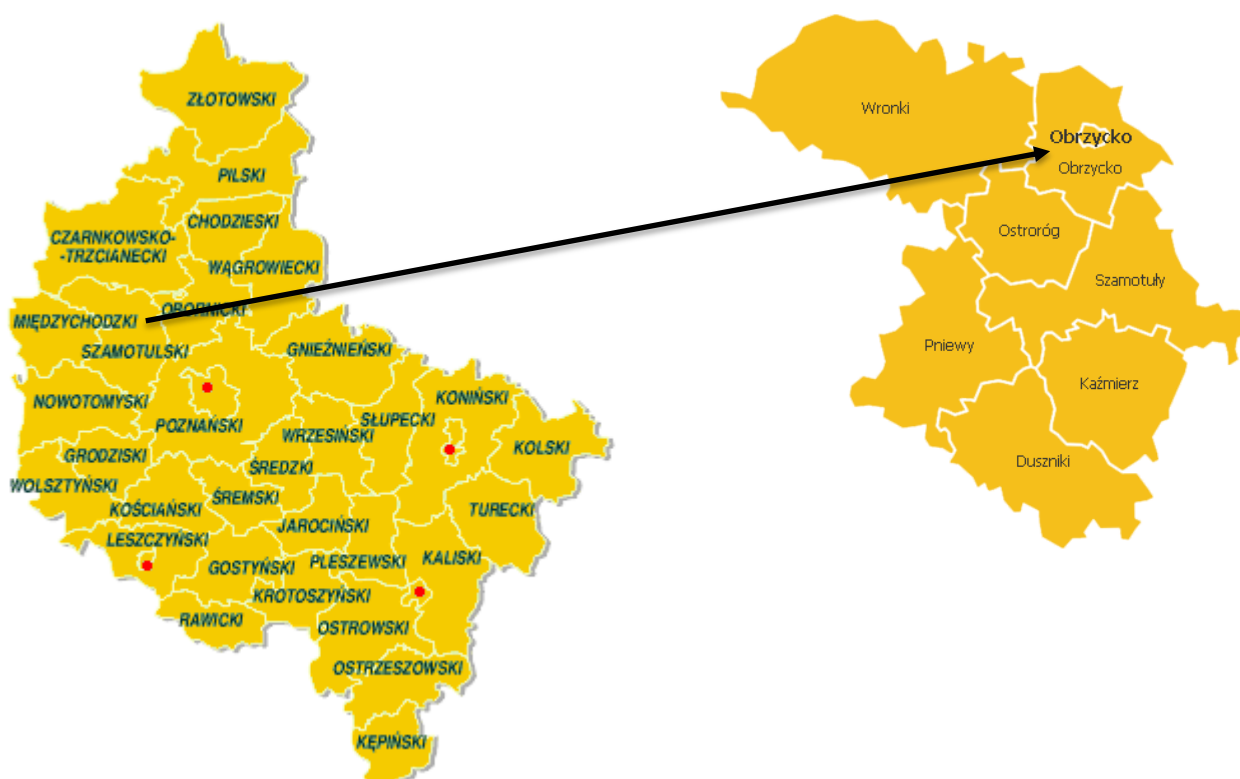 ZŁOTOWSKI
PILSKI
CHODZIESKI
CZARNKOWSKO-
-TRZCIANECKI
WĄGROWIECKI
OBORNICKI
MIĘDZYCHODZKI
SZAMOTULSKI
GNIEŹNIEŃSKI
NOWOTOMYSKI
KONIŃSKI
SŁUPECKI
POZNAŃSKI
WRZESIŃSKI
KOLSKI
GRODZISKI
ŚREDZKI
WOLSZTYŃSKI
ŚREMSKI
KOŚCIAŃSKI
TURECKI
JAROCIŃSKI
LESZCZYŃSKI
PLESZEWSKI
KALISKI
GOSTYŃSKI
KROTOSZYŃSKI
RAWICKI
OSTROWSKI
OSTRZESZOWSKI
KĘPIŃSKI
Wronki
Obrzycko
Obrzycko
Ostroróg
Szamotuły
Pniewy
Kaźmierz
Duszniki